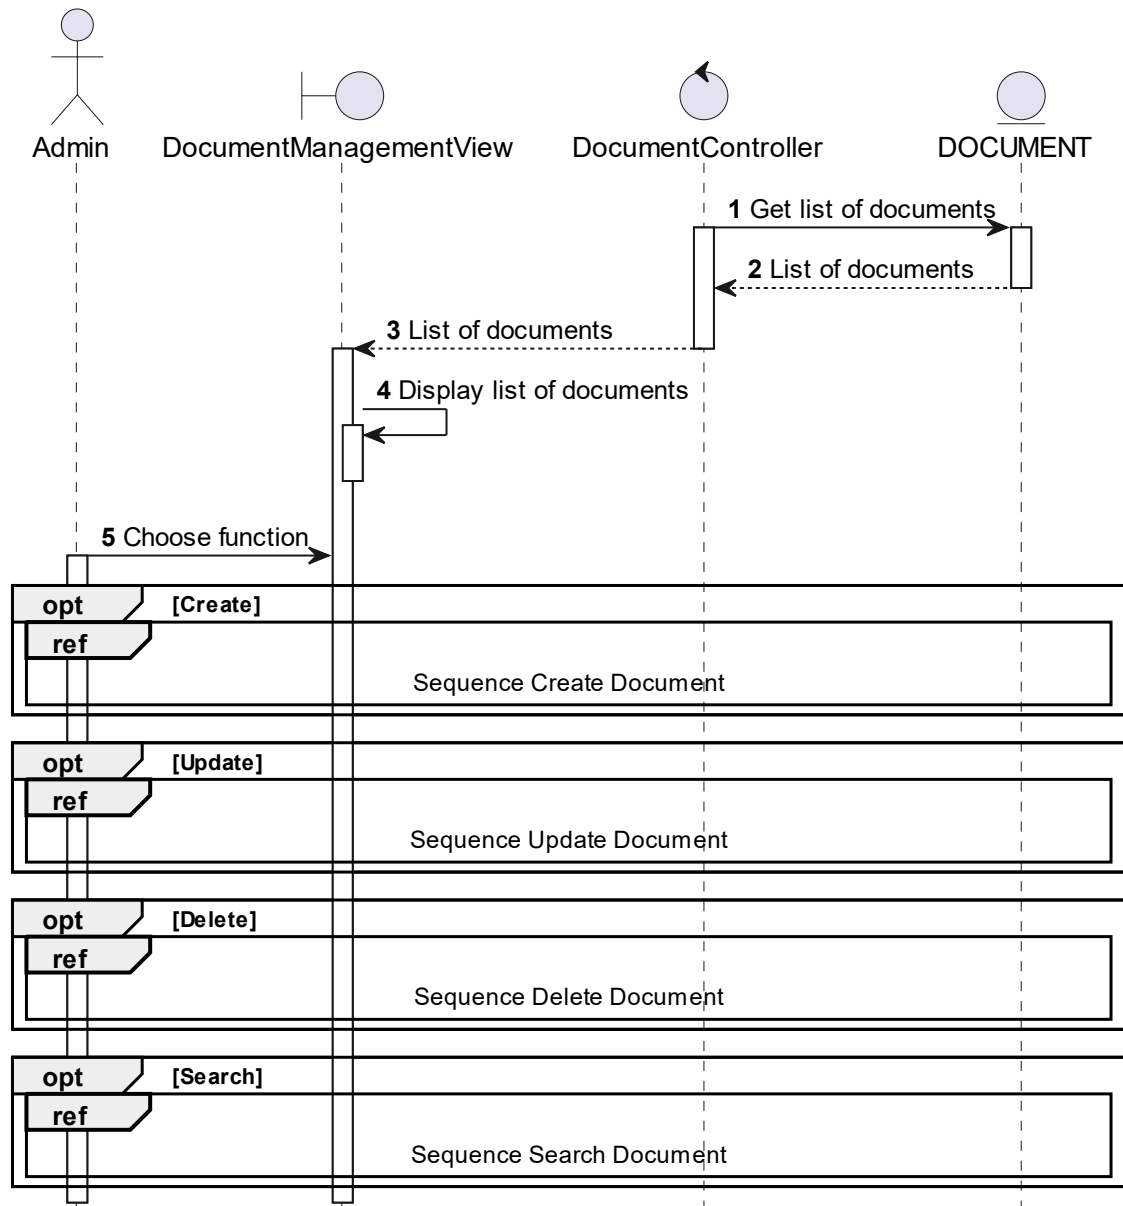 Admin
DocumentManagementView
DocumentController
DOCUMENT
1 Get list of documents
2 List of documents
3 List of documents
4 Display list of documents
5 Choose function
opt [Create]
ref
Sequence Create Document
opt [Update]
ref
Sequence Update Document
opt [Delete]
ref
Sequence Delete Document
opt [Search]
ref
Sequence Search Document